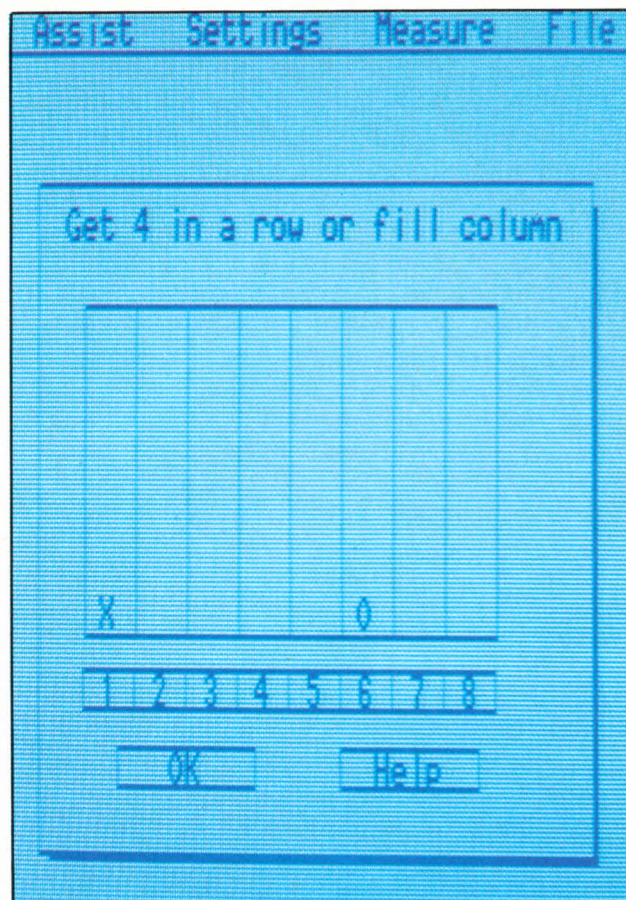 Assist Settings Measure File
Get 4 in a row or fill column
X 0
1 2 3 4 5 6 7 8
OK Help